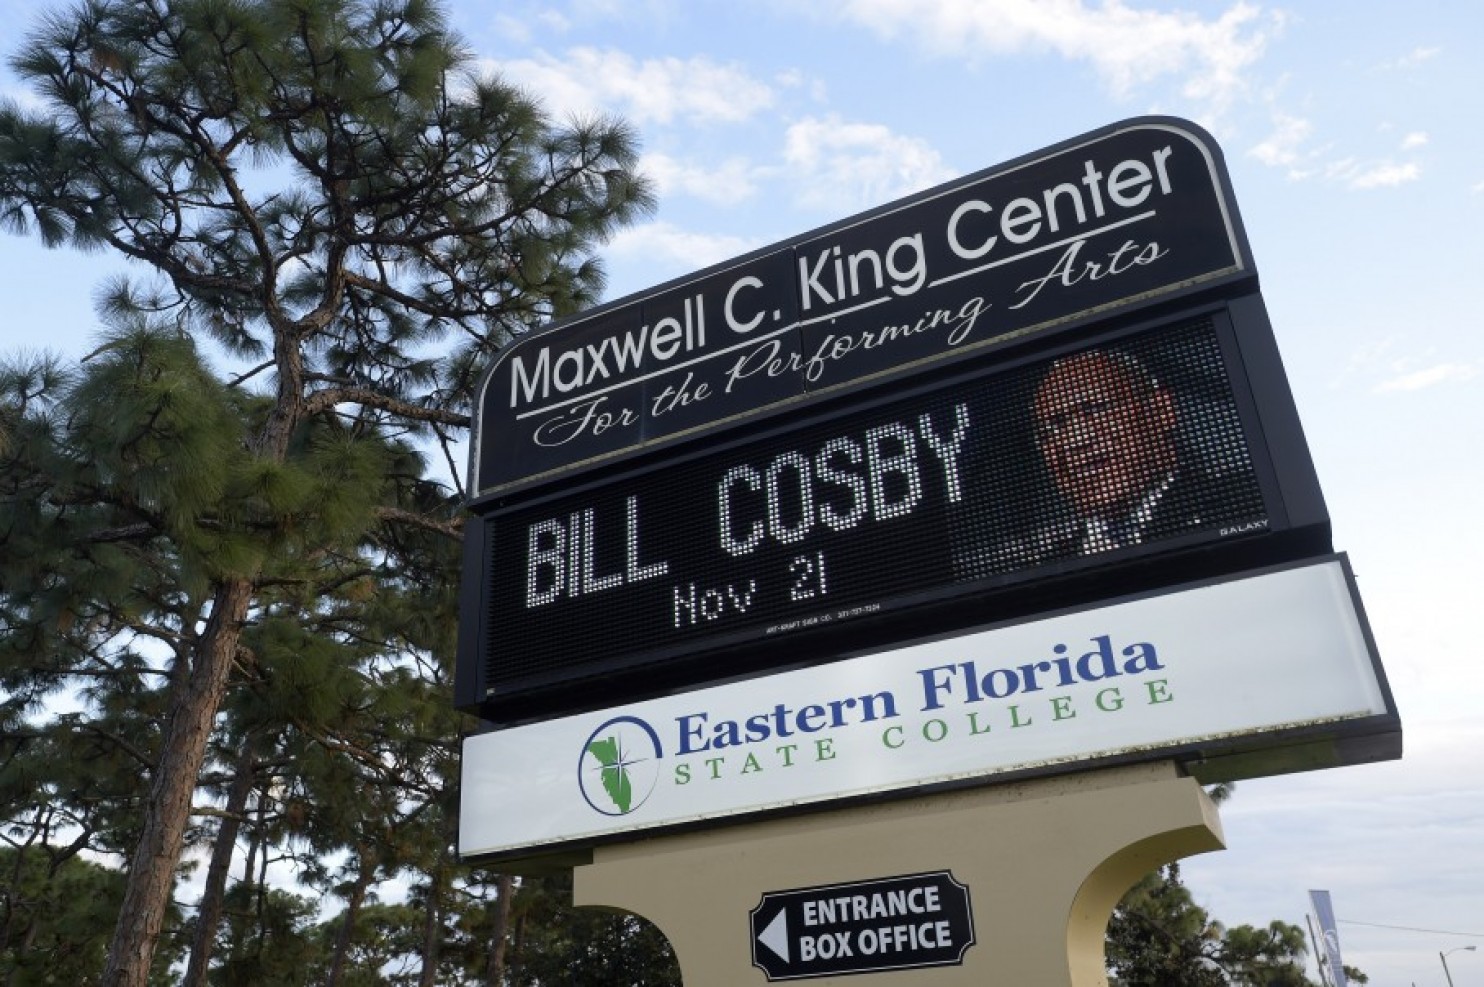 Maxwell C. King Center
For the Performing Arts
BILL COSBY
Nov 21
GALAXY
Eastern Florida
STATE COLLEGE
ENTRANCE
BOX OFFICE